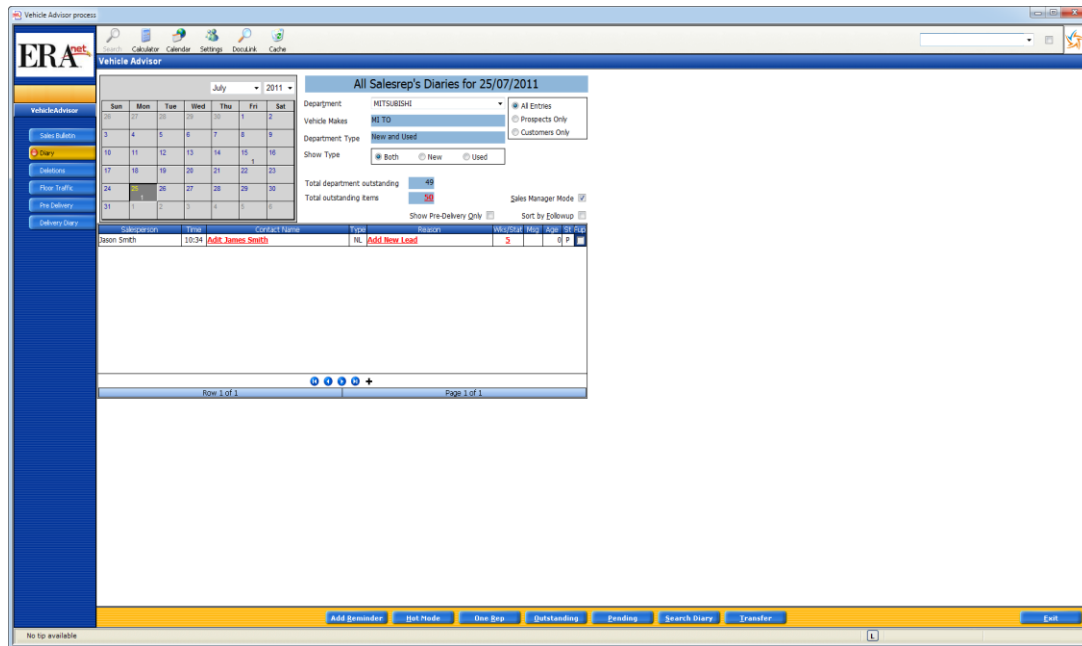 Vehicle Advisor process
ERAnet
Search Calculator Calendar Settings DocuLink Cache
Vehicle Advisor
VehicleAdvisor
Sales Bulletin
Diary
Deletions
Floor Traffic
Pre Delivery
Delivery Diary
July 2011
Sun Mon Tue Wed Thu Fri Sat
26 27 28 29 30 1 2
3 4 5 6 7 8 9
10 11 12 13 14 15 16
1
17 18 19 20 21 22 23
24 25 26 27 28 29 30
31 1 2 3 4 5 6
All Salesrep's Diaries for 25/07/2011
Department MITSUBISHI
Vehicle Makes MI TO
Department Type New and Used
Show Type Both New Used
All Entries
Prospects Only
Customers Only
Total department outstanding 49
Total outstanding items 50
Sales Manager Mode
Show Pre-Delivery Only Sort by Followup
Salesperson Time Contact Name Type Reason Wks/Stat Msg Age St Fup
Jason Smith 10:34 Adit James Smith NL Add New Lead 5 0 P
Row 1 of 1 Page 1 of 1
Add Reminder Hot Mode One Rep Outstanding Pending Search Diary Transfer Exit
No tip available L